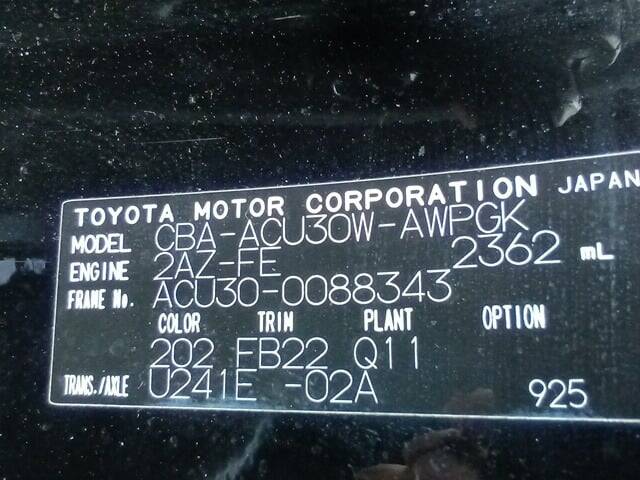 TOYOTA MOTOR CORPORATION JAPAN
MODEL CBA-ACU30W-AWPGK
ENGINE 2AZ-FE 2362 mL
FRAME No. ACU30-0088343
COLOR TRIM PLANT OPTION
202 FB22 Q11
TRANS./AXLE U241E -02A 925